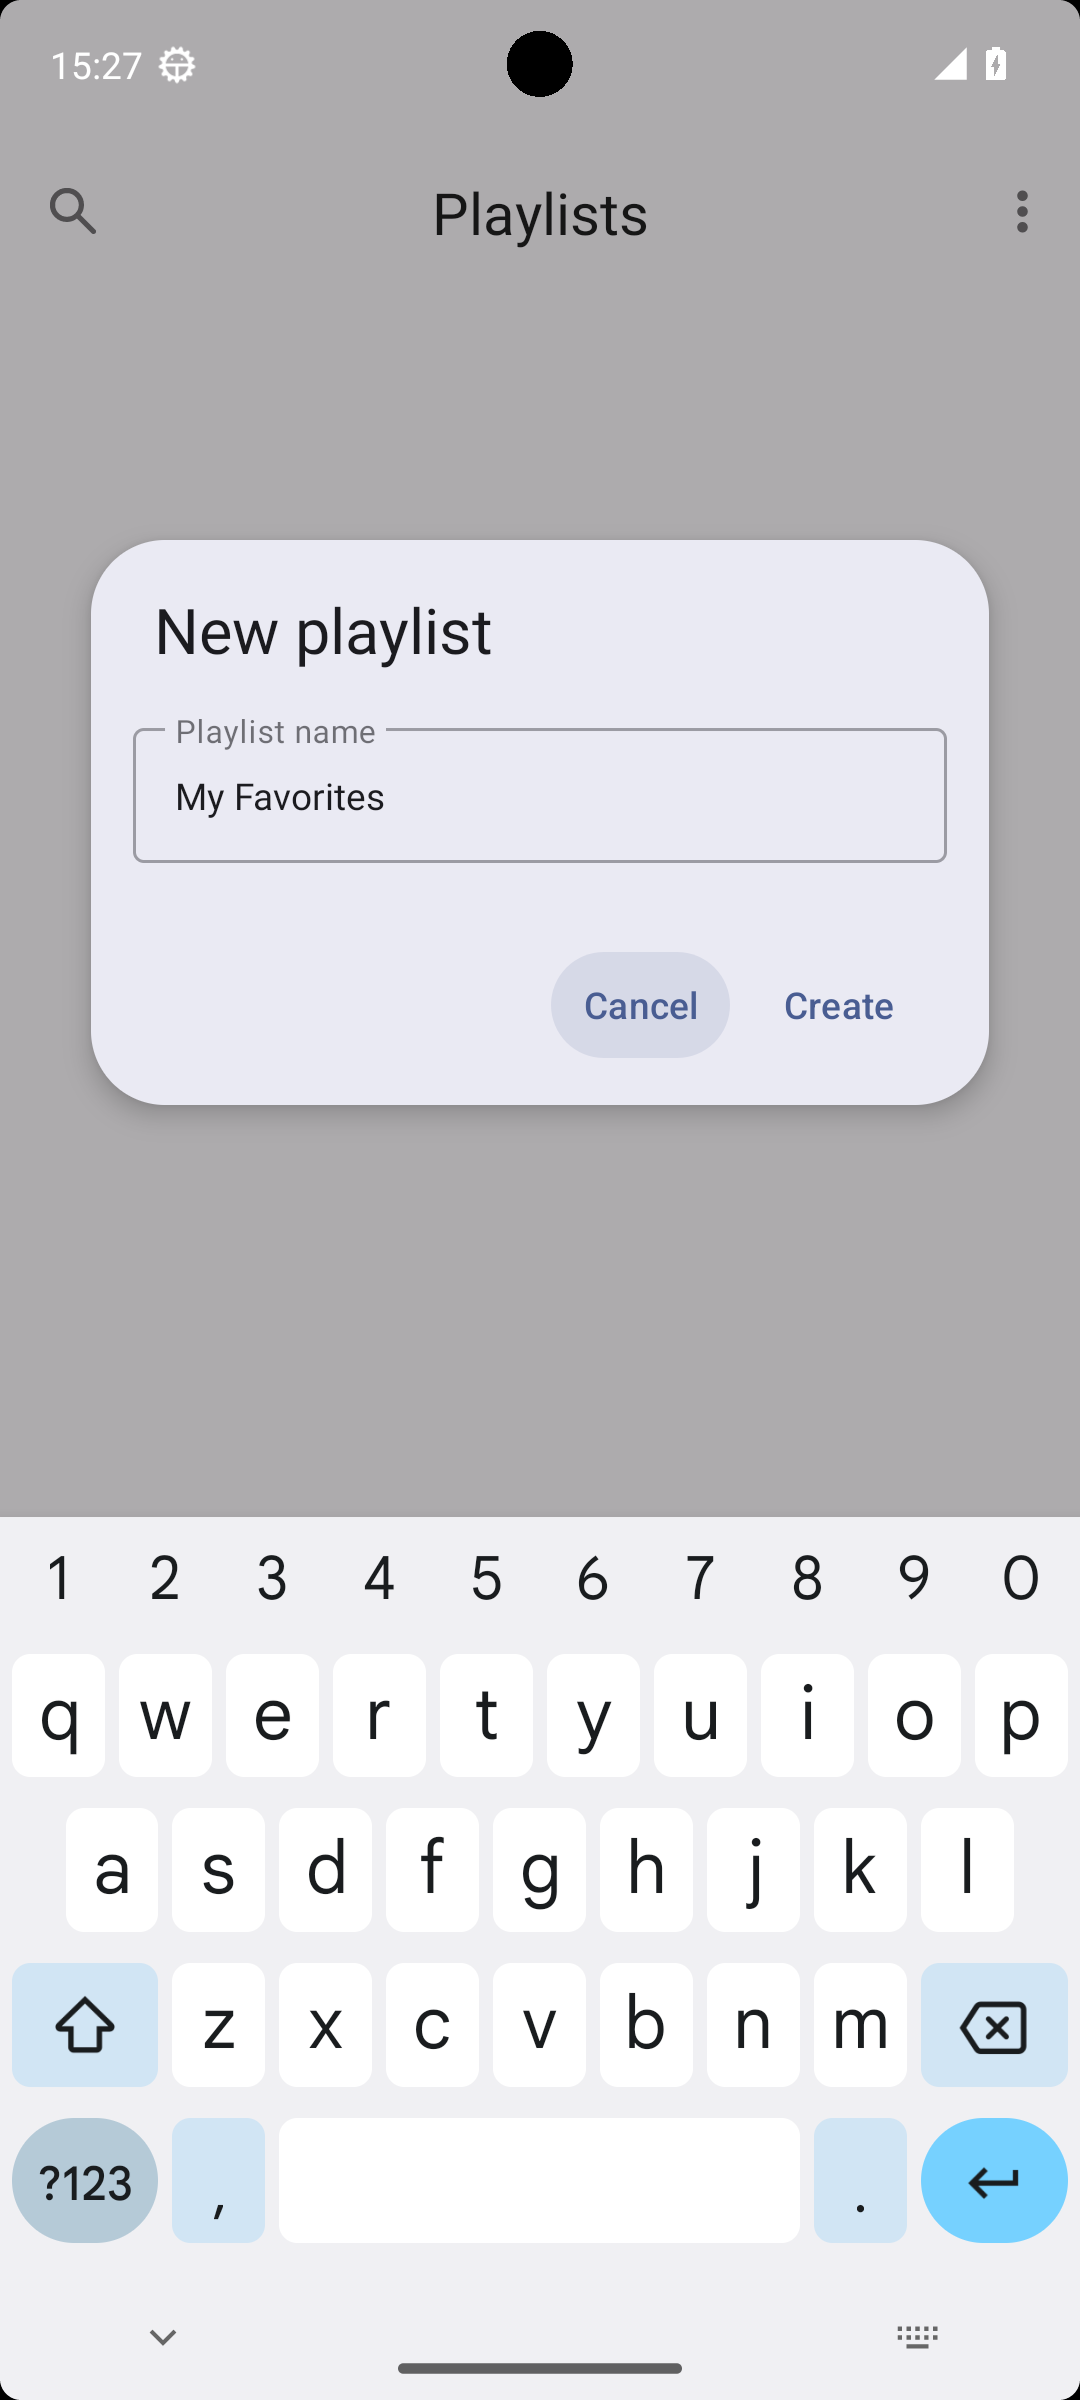 15:27
Playlists
New playlist
Playlist name
My Favorites
Cancel Create
1 2 3 4 5 6 7 8 9 0
q w e r t y u i o p
a s d f g h j k l
z x c v b n m
?123 , .